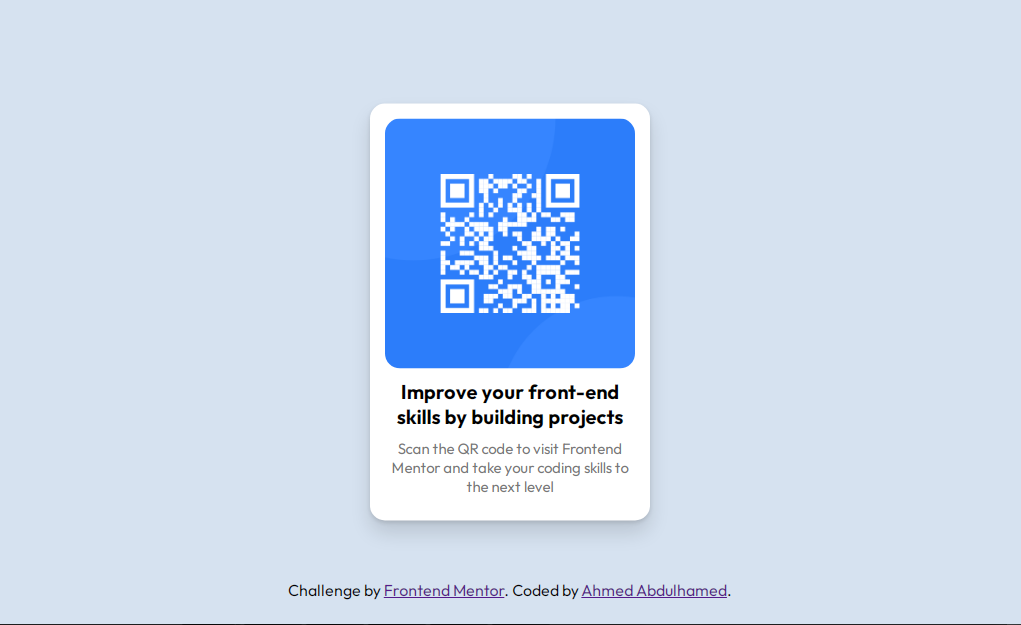 Improve your front-end
skills by building projects
Scan the QR code to visit Frontend
Mentor and take your coding skills to
the next level
Challenge by Frontend Mentor. Coded by Ahmed Abdulhamed.